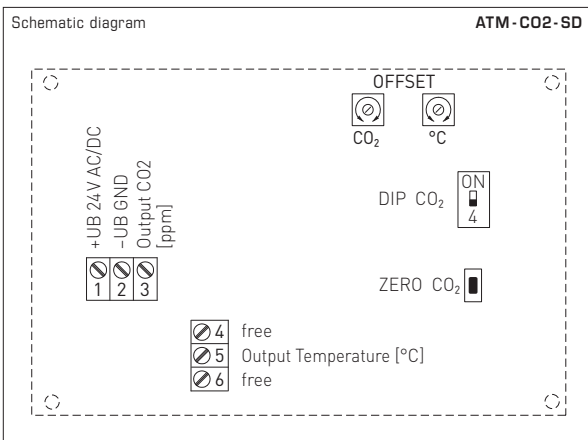 Schematic diagram ATM-CO2-SD
OFFSET
CO₂ °C
+UB 24V AC/DC
–UB GND
Output CO2
[ppm]
1 2 3
DIP CO₂
ON
4
ZERO CO₂
4 free
5 Output Temperature [°C]
6 free